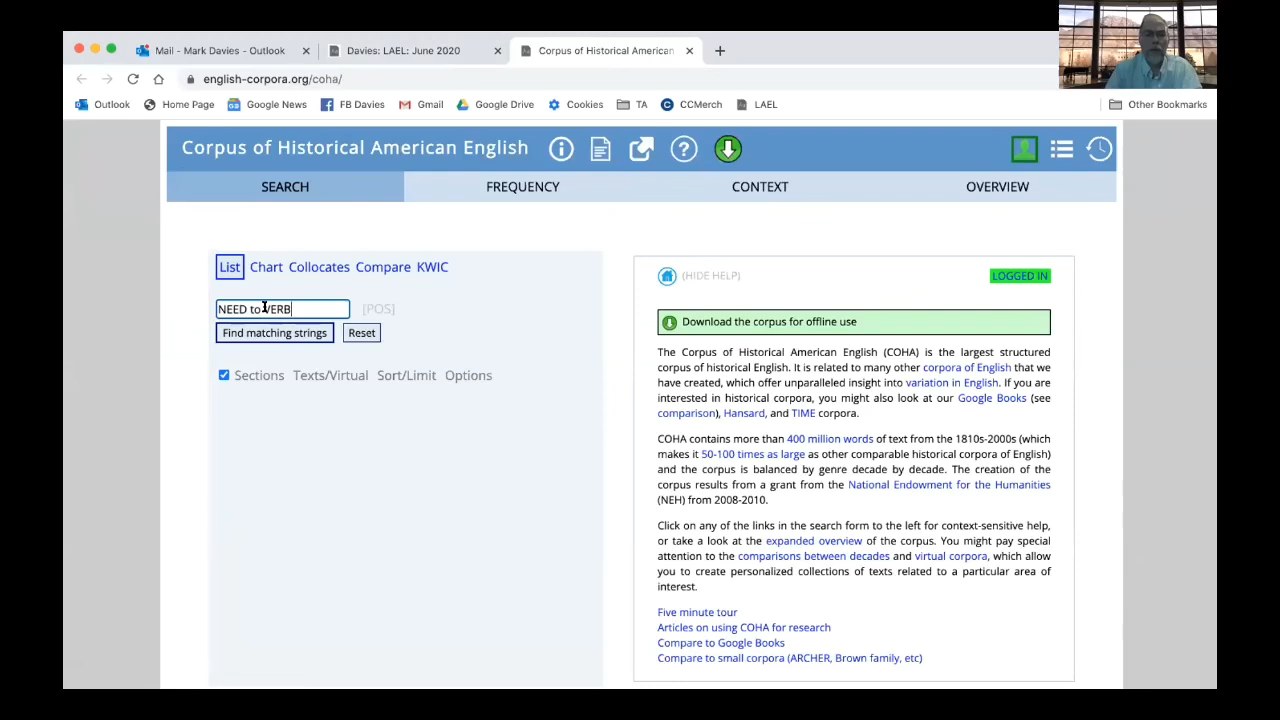 Mail - Mark Davies - Outlook
Davies: LAEL: June 2020
Corpus of Historical American
english-corpora.org/coha/
Outlook Home Page Google News FB Davies Gmail Google Drive Cookies TA CCMerch LAEL Other Bookmarks
Corpus of Historical American English
SEARCH FREQUENCY CONTEXT OVERVIEW
List Chart Collocates Compare KWIC
NEED to VERB [POS]
Find matching strings Reset
Sections Texts/Virtual Sort/Limit Options
(HIDE HELP) LOGGED IN
Download the corpus for offline use
The Corpus of Historical American English (COHA) is the largest structured
corpus of historical English. It is related to many other corpora of English that we
have created, which offer unparalleled insight into variation in English. If you are
interested in historical corpora, you might also look at our Google Books (see
comparison), Hansard, and TIME corpora.
COHA contains more than 400 million words of text from the 1810s-2000s (which
makes it 50-100 times as large as other comparable historical corpora of English)
and the corpus is balanced by genre decade by decade. The creation of the
corpus results from a grant from the National Endowment for the Humanities
(NEH) from 2008-2010.
Click on any of the links in the search form to the left for context-sensitive help,
or take a look at the expanded overview of the corpus. You might pay special
attention to the comparisons between decades and virtual corpora, which allow
you to create personalized collections of texts related to a particular area of
interest.
Five minute tour
Articles on using COHA for research
Compare to Google Books
Compare to small corpora (ARCHER, Brown family, etc)